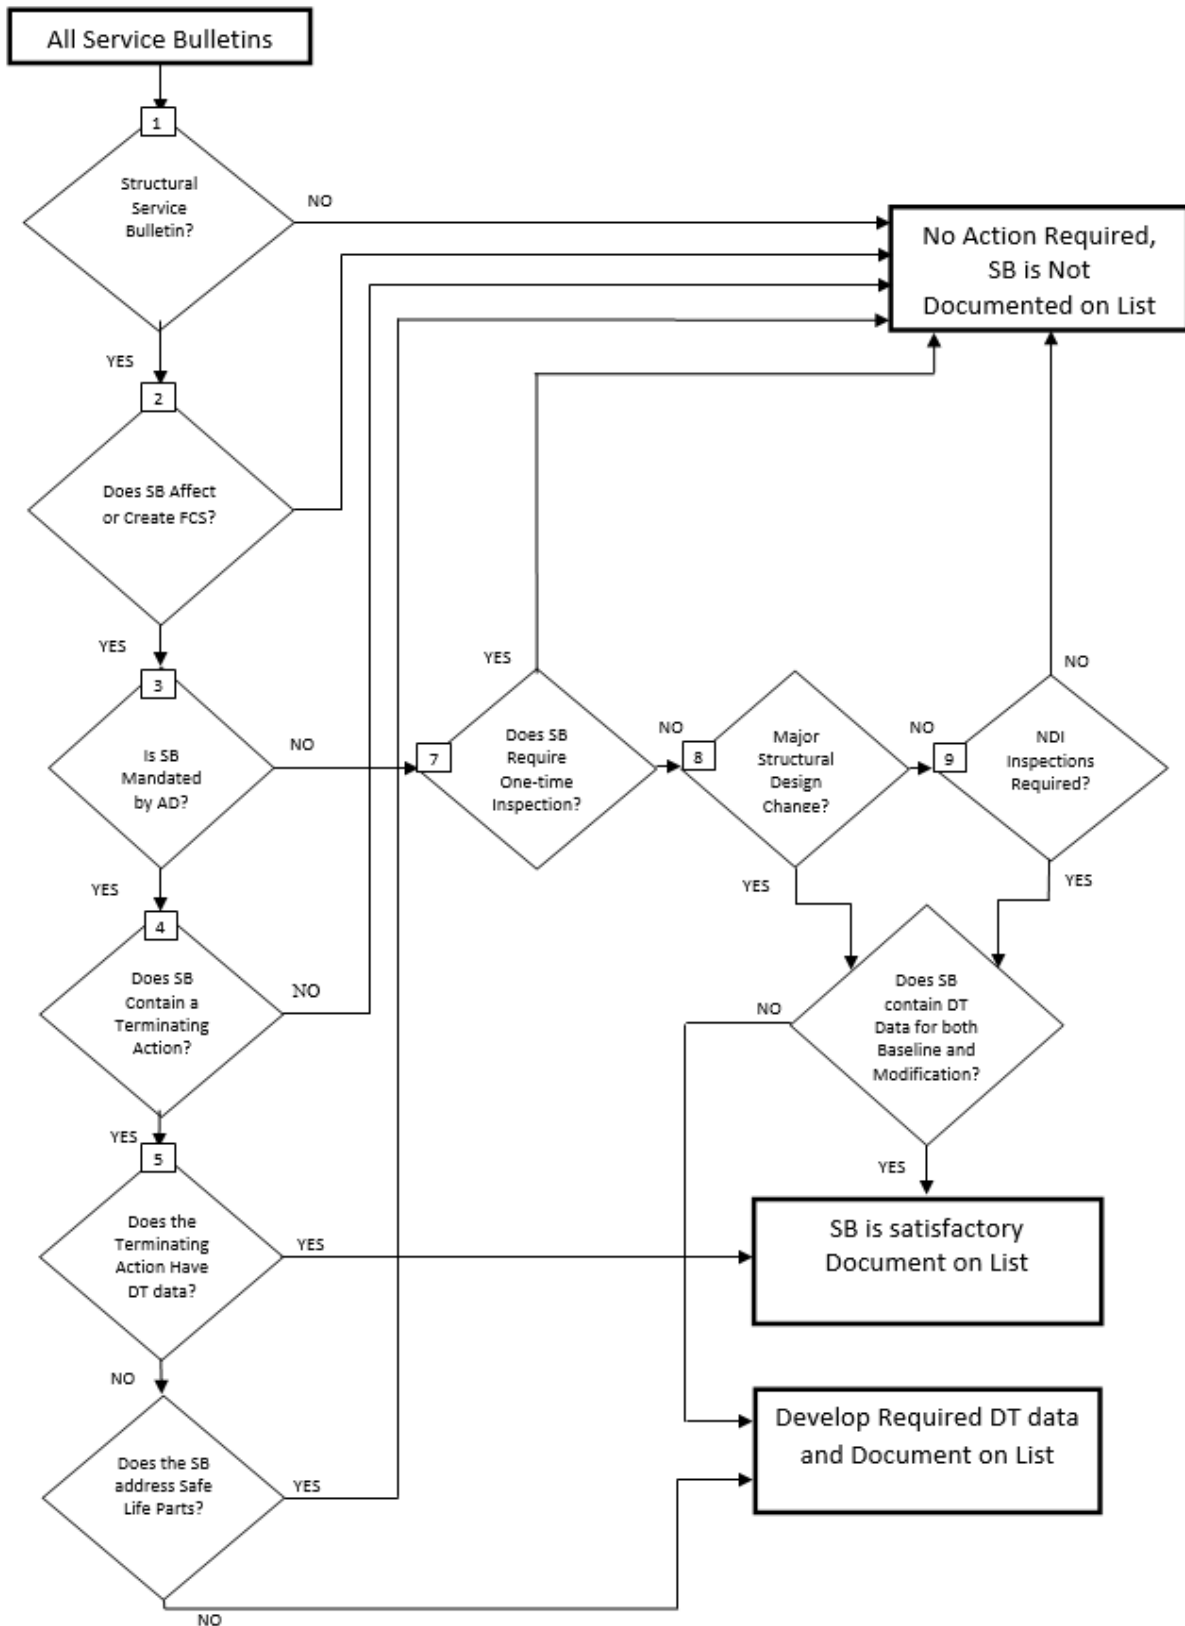 All Service Bulletins
1
Structural
Service
Bulletin?
NO
No Action Required,
SB is Not
Documented on List
YES
2
Does SB Affect
or Create FCS?
YES
3
Is SB
Mandated
by AD?
NO
YES
7
Does SB
Require
One-time
Inspection?
NO
8
Major
Structural
Design
Change?
NO
9
NDI
Inspections
Required?
NO
YES
4
Does SB
Contain a
Terminating
Action?
NO
YES
YES
Does SB
contain DT
Data for both
Baseline and
Modification?
NO
YES
YES
5
Does the
Terminating
Action Have
DT data?
YES
SB is satisfactory
Document on List
NO
Does the SB
address Safe
Life Parts?
YES
Develop Required DT data
and Document on List
NO